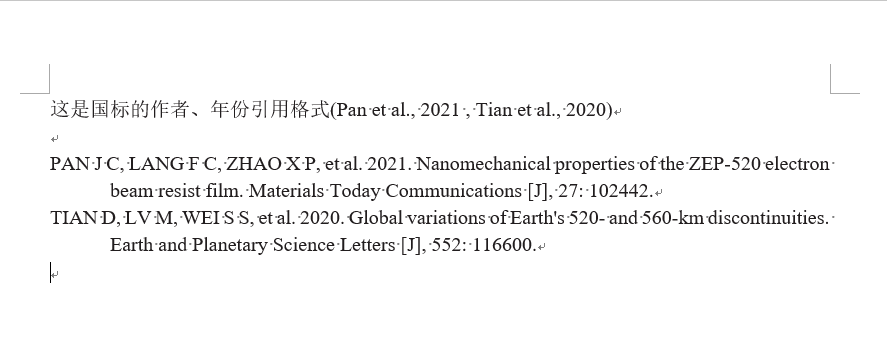 这是国标的作者、年份引用格式(Pan et al., 2021 , Tian et al., 2020)
PAN J C, LANG F C, ZHAO X P, et al. 2021. Nanomechanical properties of the ZEP-520 electron
beam resist film. Materials Today Communications [J], 27: 102442.
TIAN D, LV M, WEI S S, et al. 2020. Global variations of Earth's 520- and 560-km discontinuities.
Earth and Planetary Science Letters [J], 552: 116600.